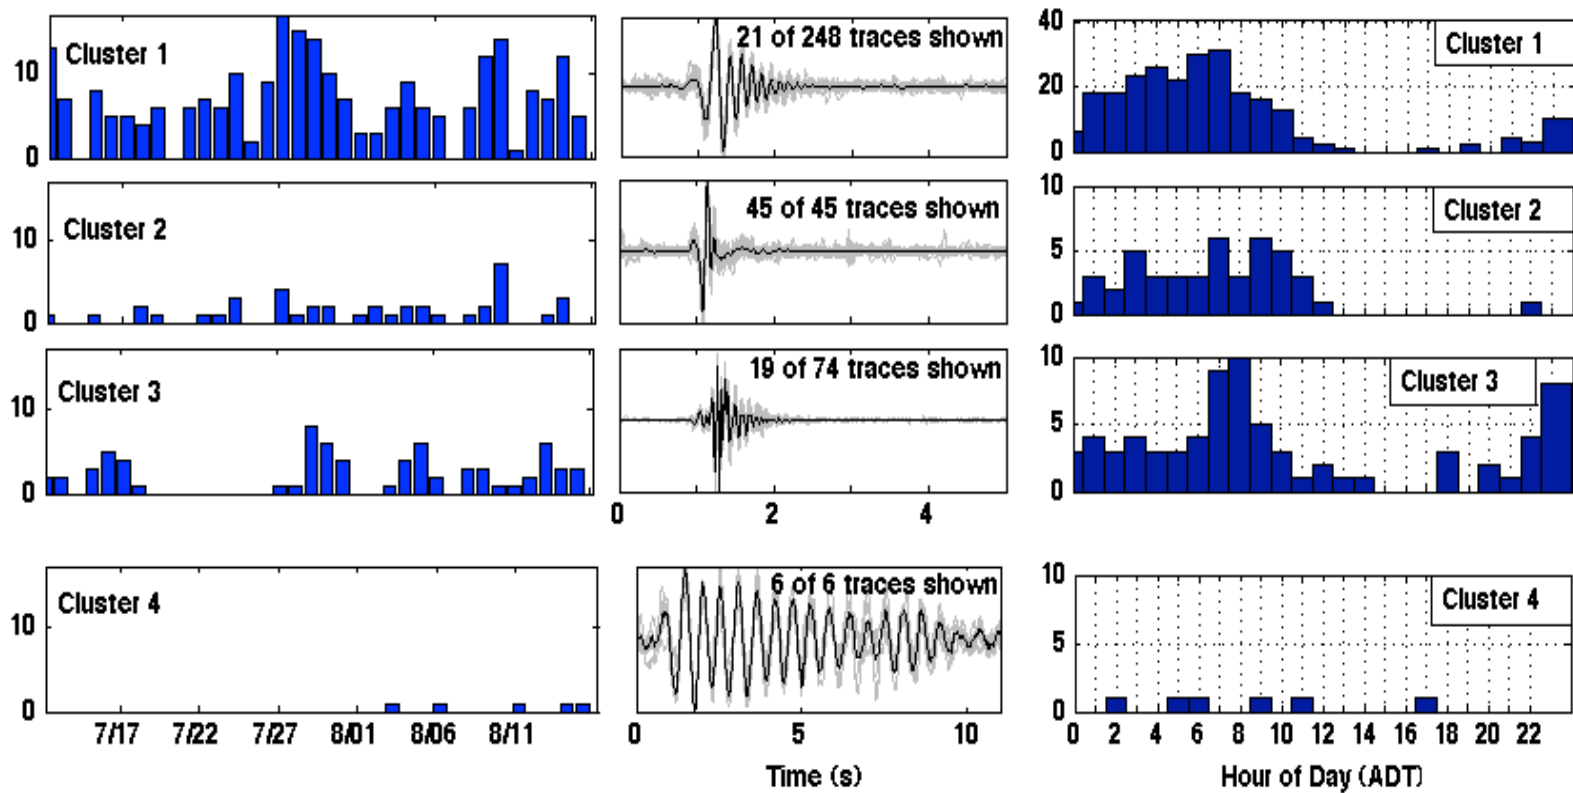 Cluster 1
10
0
21 of 248 traces shown
40
20
0
Cluster 1
Cluster 2
10
0
45 of 45 traces shown
10
5
0
Cluster 2
Cluster 3
10
0
19 of 74 traces shown
0 2 4
10
5
0
Cluster 3
Cluster 4
10
0
7/17 7/22 7/27 8/01 8/06 8/11
6 of 6 traces shown
0 5 10
Time (s)
10
5
0
Cluster 4
0 2 4 6 8 10 12 14 16 18 20 22
Hour of Day (ADT)